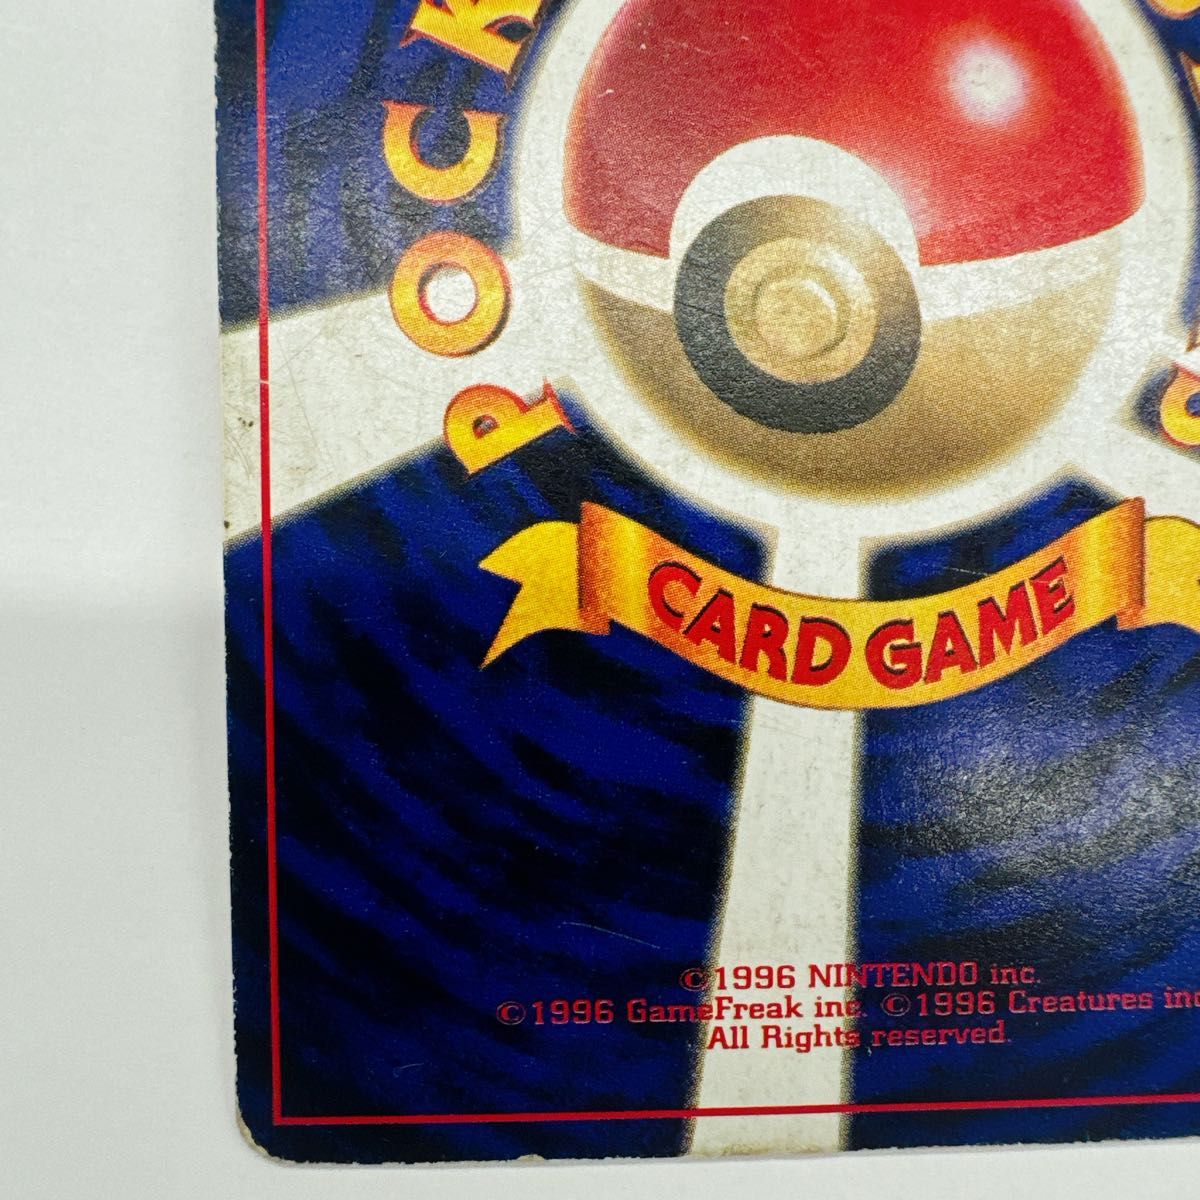 POCK
CARD GAME
©1996 NINTENDO inc.
©1996 GameFreak inc. ©1996 Creatures inc
All Rights reserved.